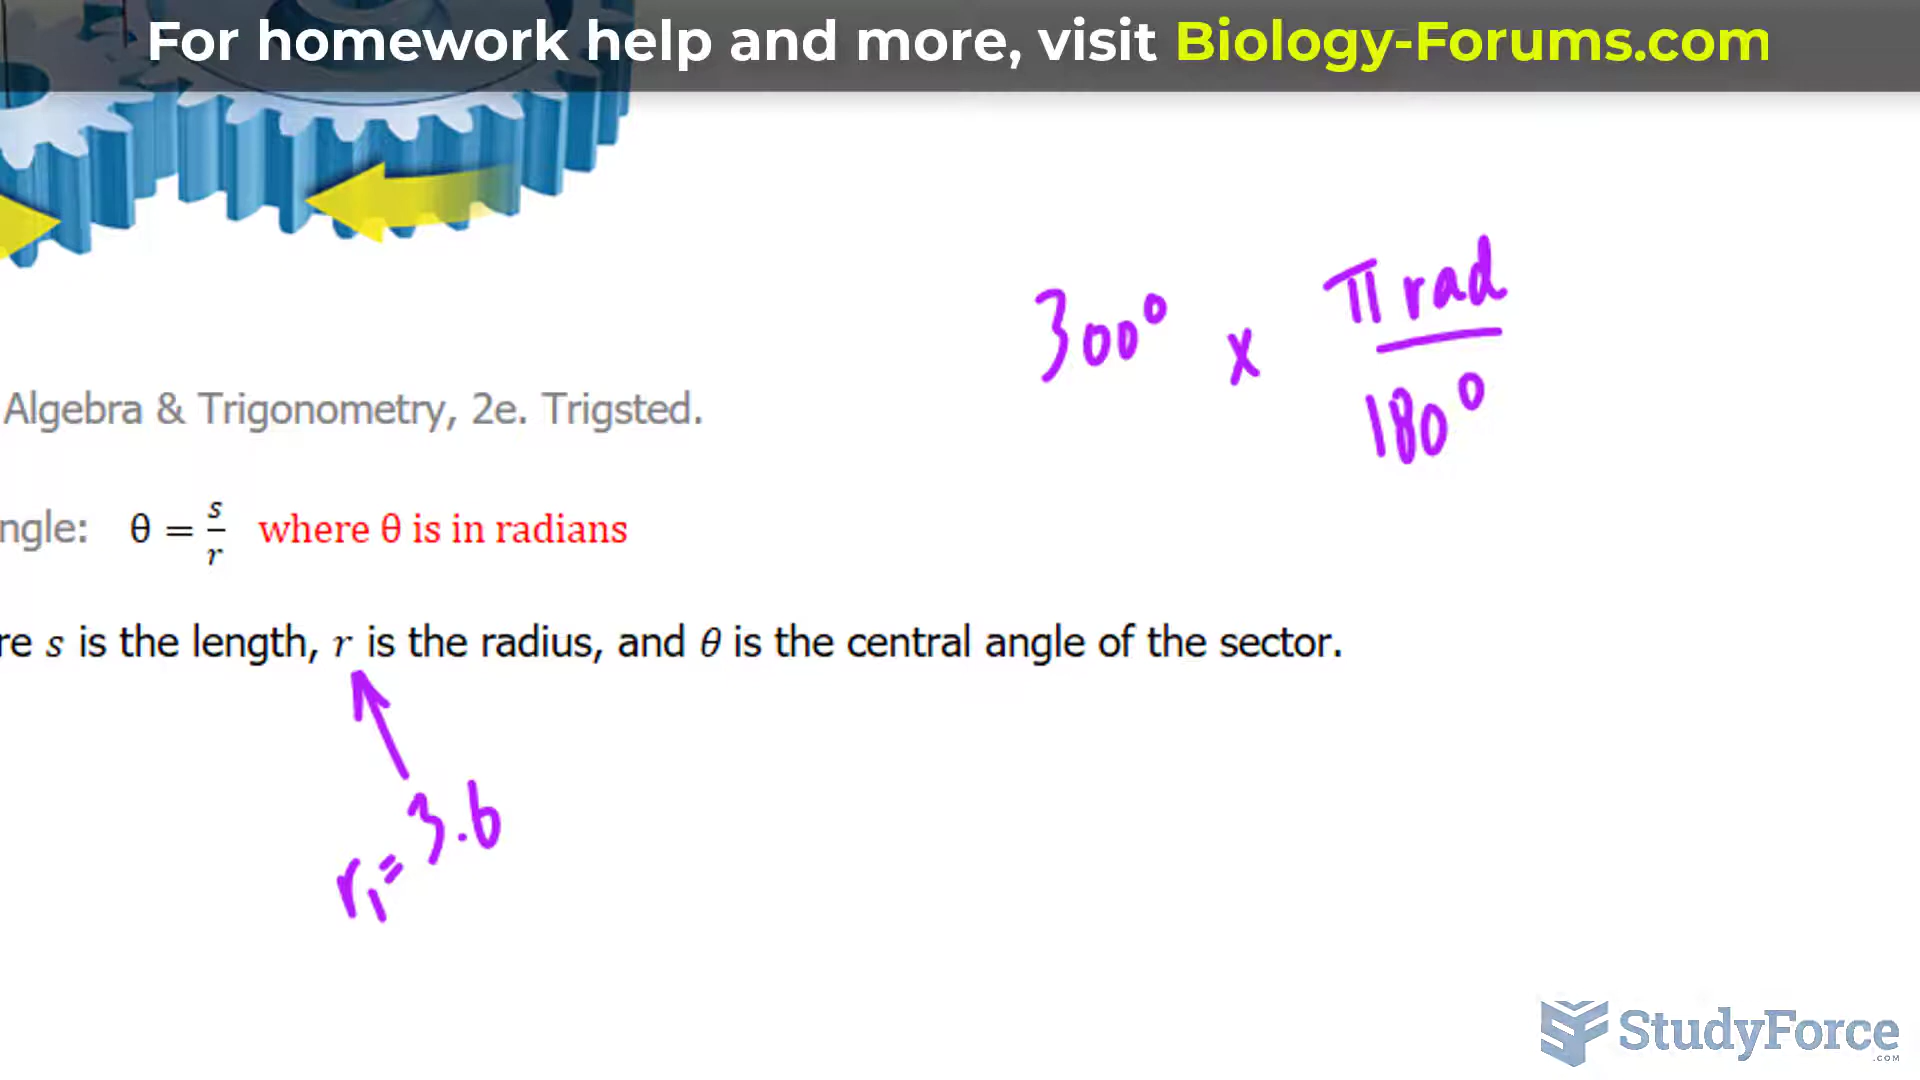 For homework help and more, visit Biology-Forums.com
300° x π rad / 180°
Algebra & Trigonometry, 2e. Trigsted.
ngle: θ = s/r where θ is in radians
re s is the length, r is the radius, and θ is the central angle of the sector.
r₁ = 3.6
StudyForce
.COM